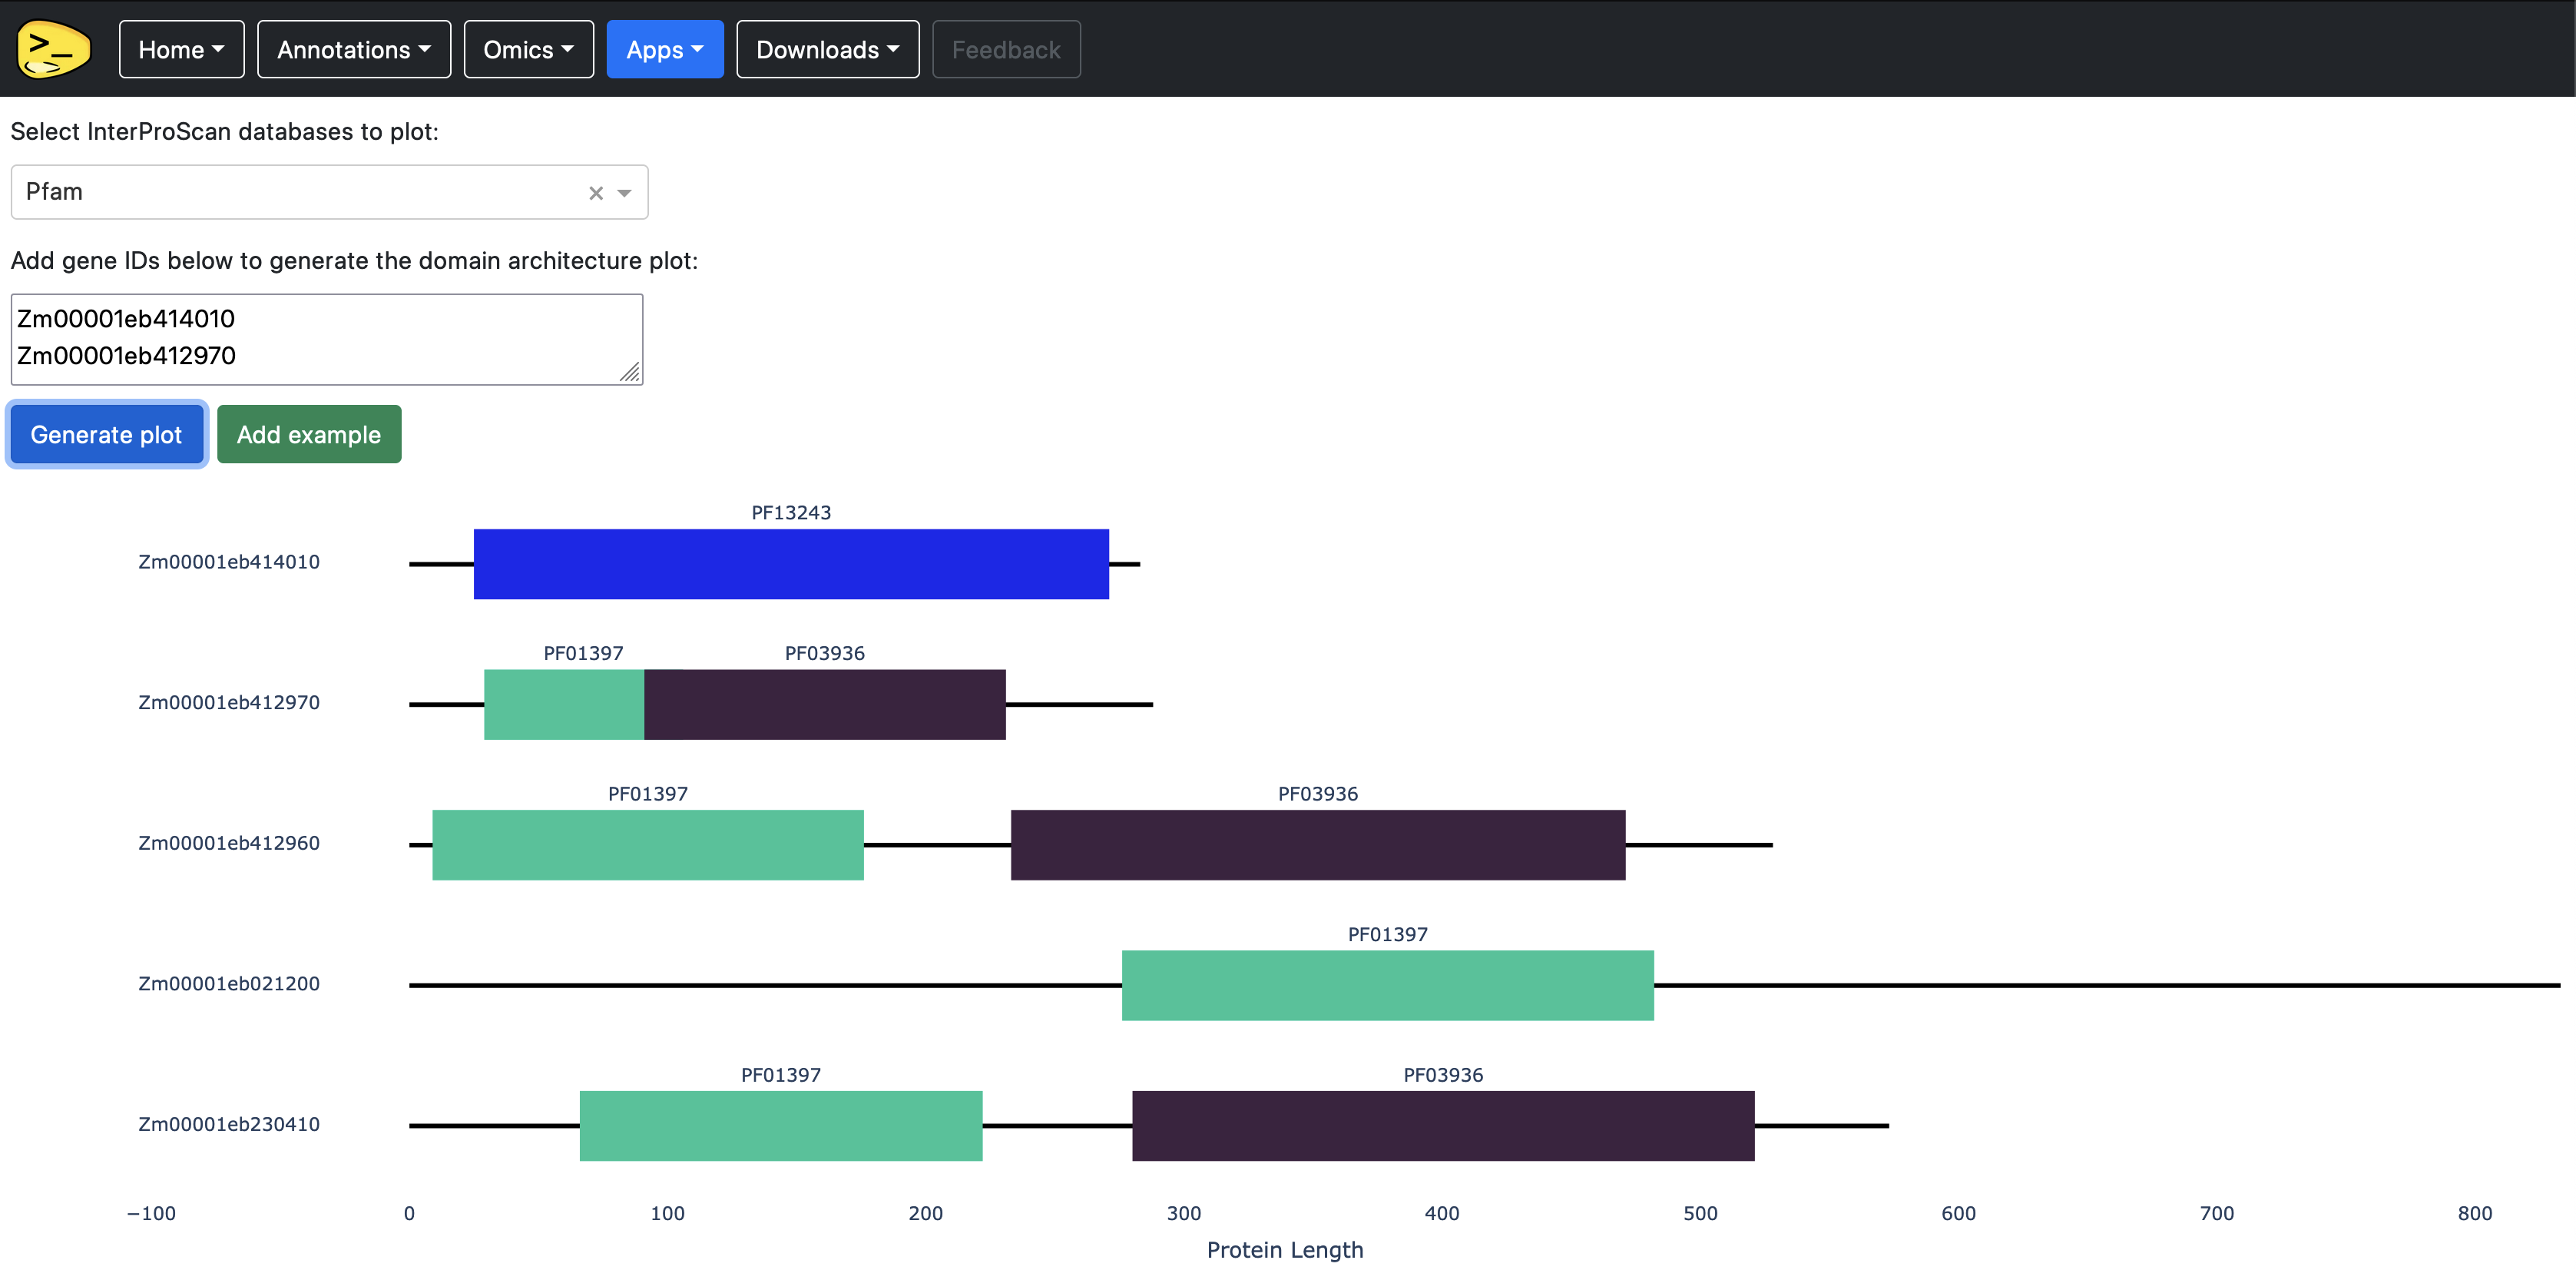 >_ Home Annotations Omics Apps Downloads Feedback
Select InterProScan databases to plot:
Pfam
Add gene IDs below to generate the domain architecture plot:
Zm00001eb414010
Zm00001eb412970
Generate plot Add example
PF13243
Zm00001eb414010
PF01397 PF03936
Zm00001eb412970
PF01397 PF03936
Zm00001eb412960
PF01397
Zm00001eb021200
PF01397 PF03936
Zm00001eb230410
−100 0 100 200 300 400 500 600 700 800
Protein Length